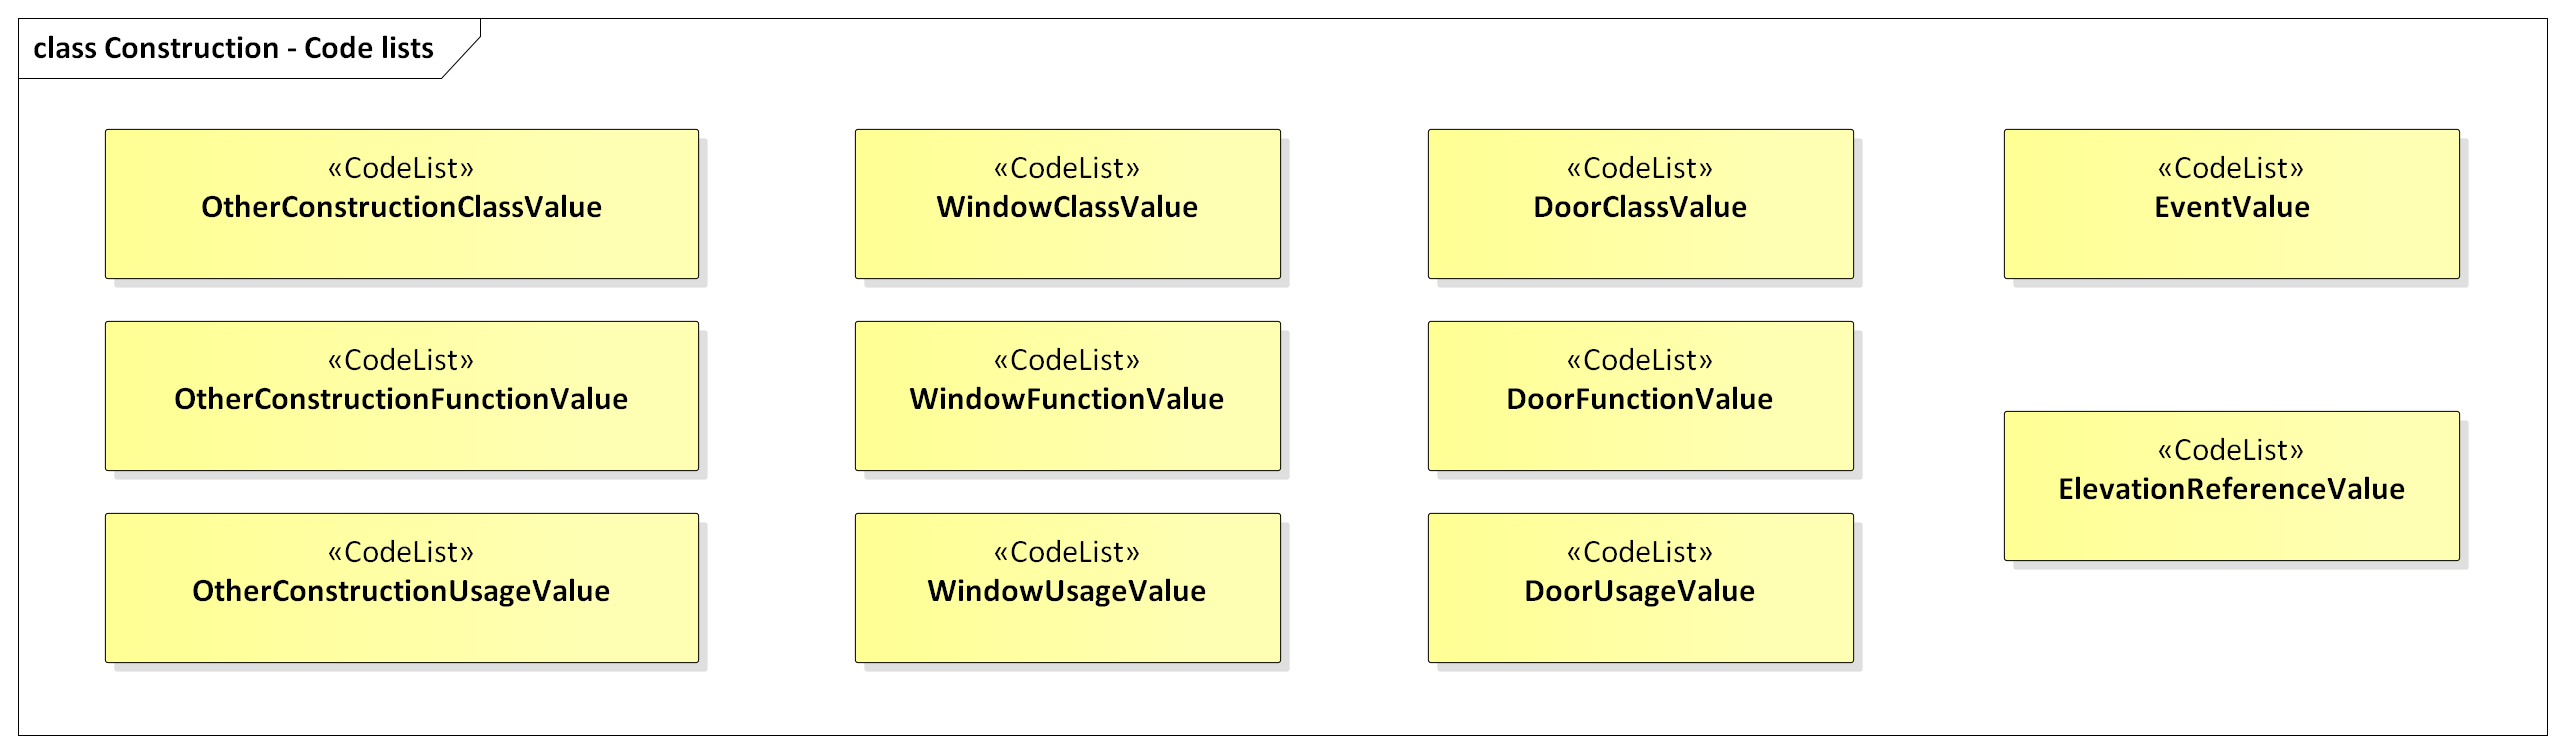 class Construction - Code lists
«CodeList»
OtherConstructionClassValue
«CodeList»
WindowClassValue
«CodeList»
DoorClassValue
«CodeList»
EventValue
«CodeList»
OtherConstructionFunctionValue
«CodeList»
WindowFunctionValue
«CodeList»
DoorFunctionValue
«CodeList»
ElevationReferenceValue
«CodeList»
OtherConstructionUsageValue
«CodeList»
WindowUsageValue
«CodeList»
DoorUsageValue